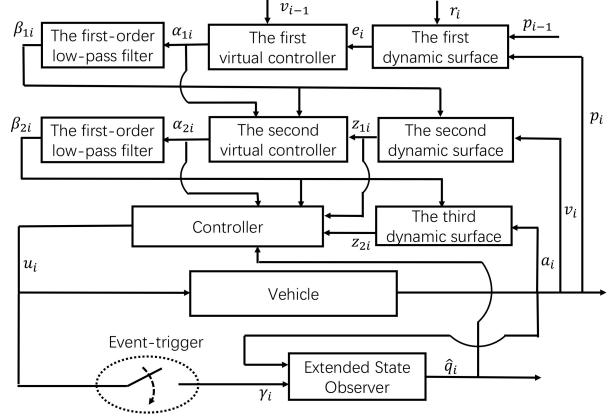 v_{i−1}
r_i
β_{1i}
The first-order
low-pass filter
α_{1i}
The first
virtual controller
e_i
The first
dynamic surface
p_{i−1}
p_i
β_{2i}
The first-order
low-pass filter
α_{2i}
The second
virtual controller
z_{1i}
The second
dynamic surface
v_i
Controller
z_{2i}
The third
dynamic surface
a_i
u_i
Vehicle
Event-trigger
γ_i
Extended State
Observer
q̂_i